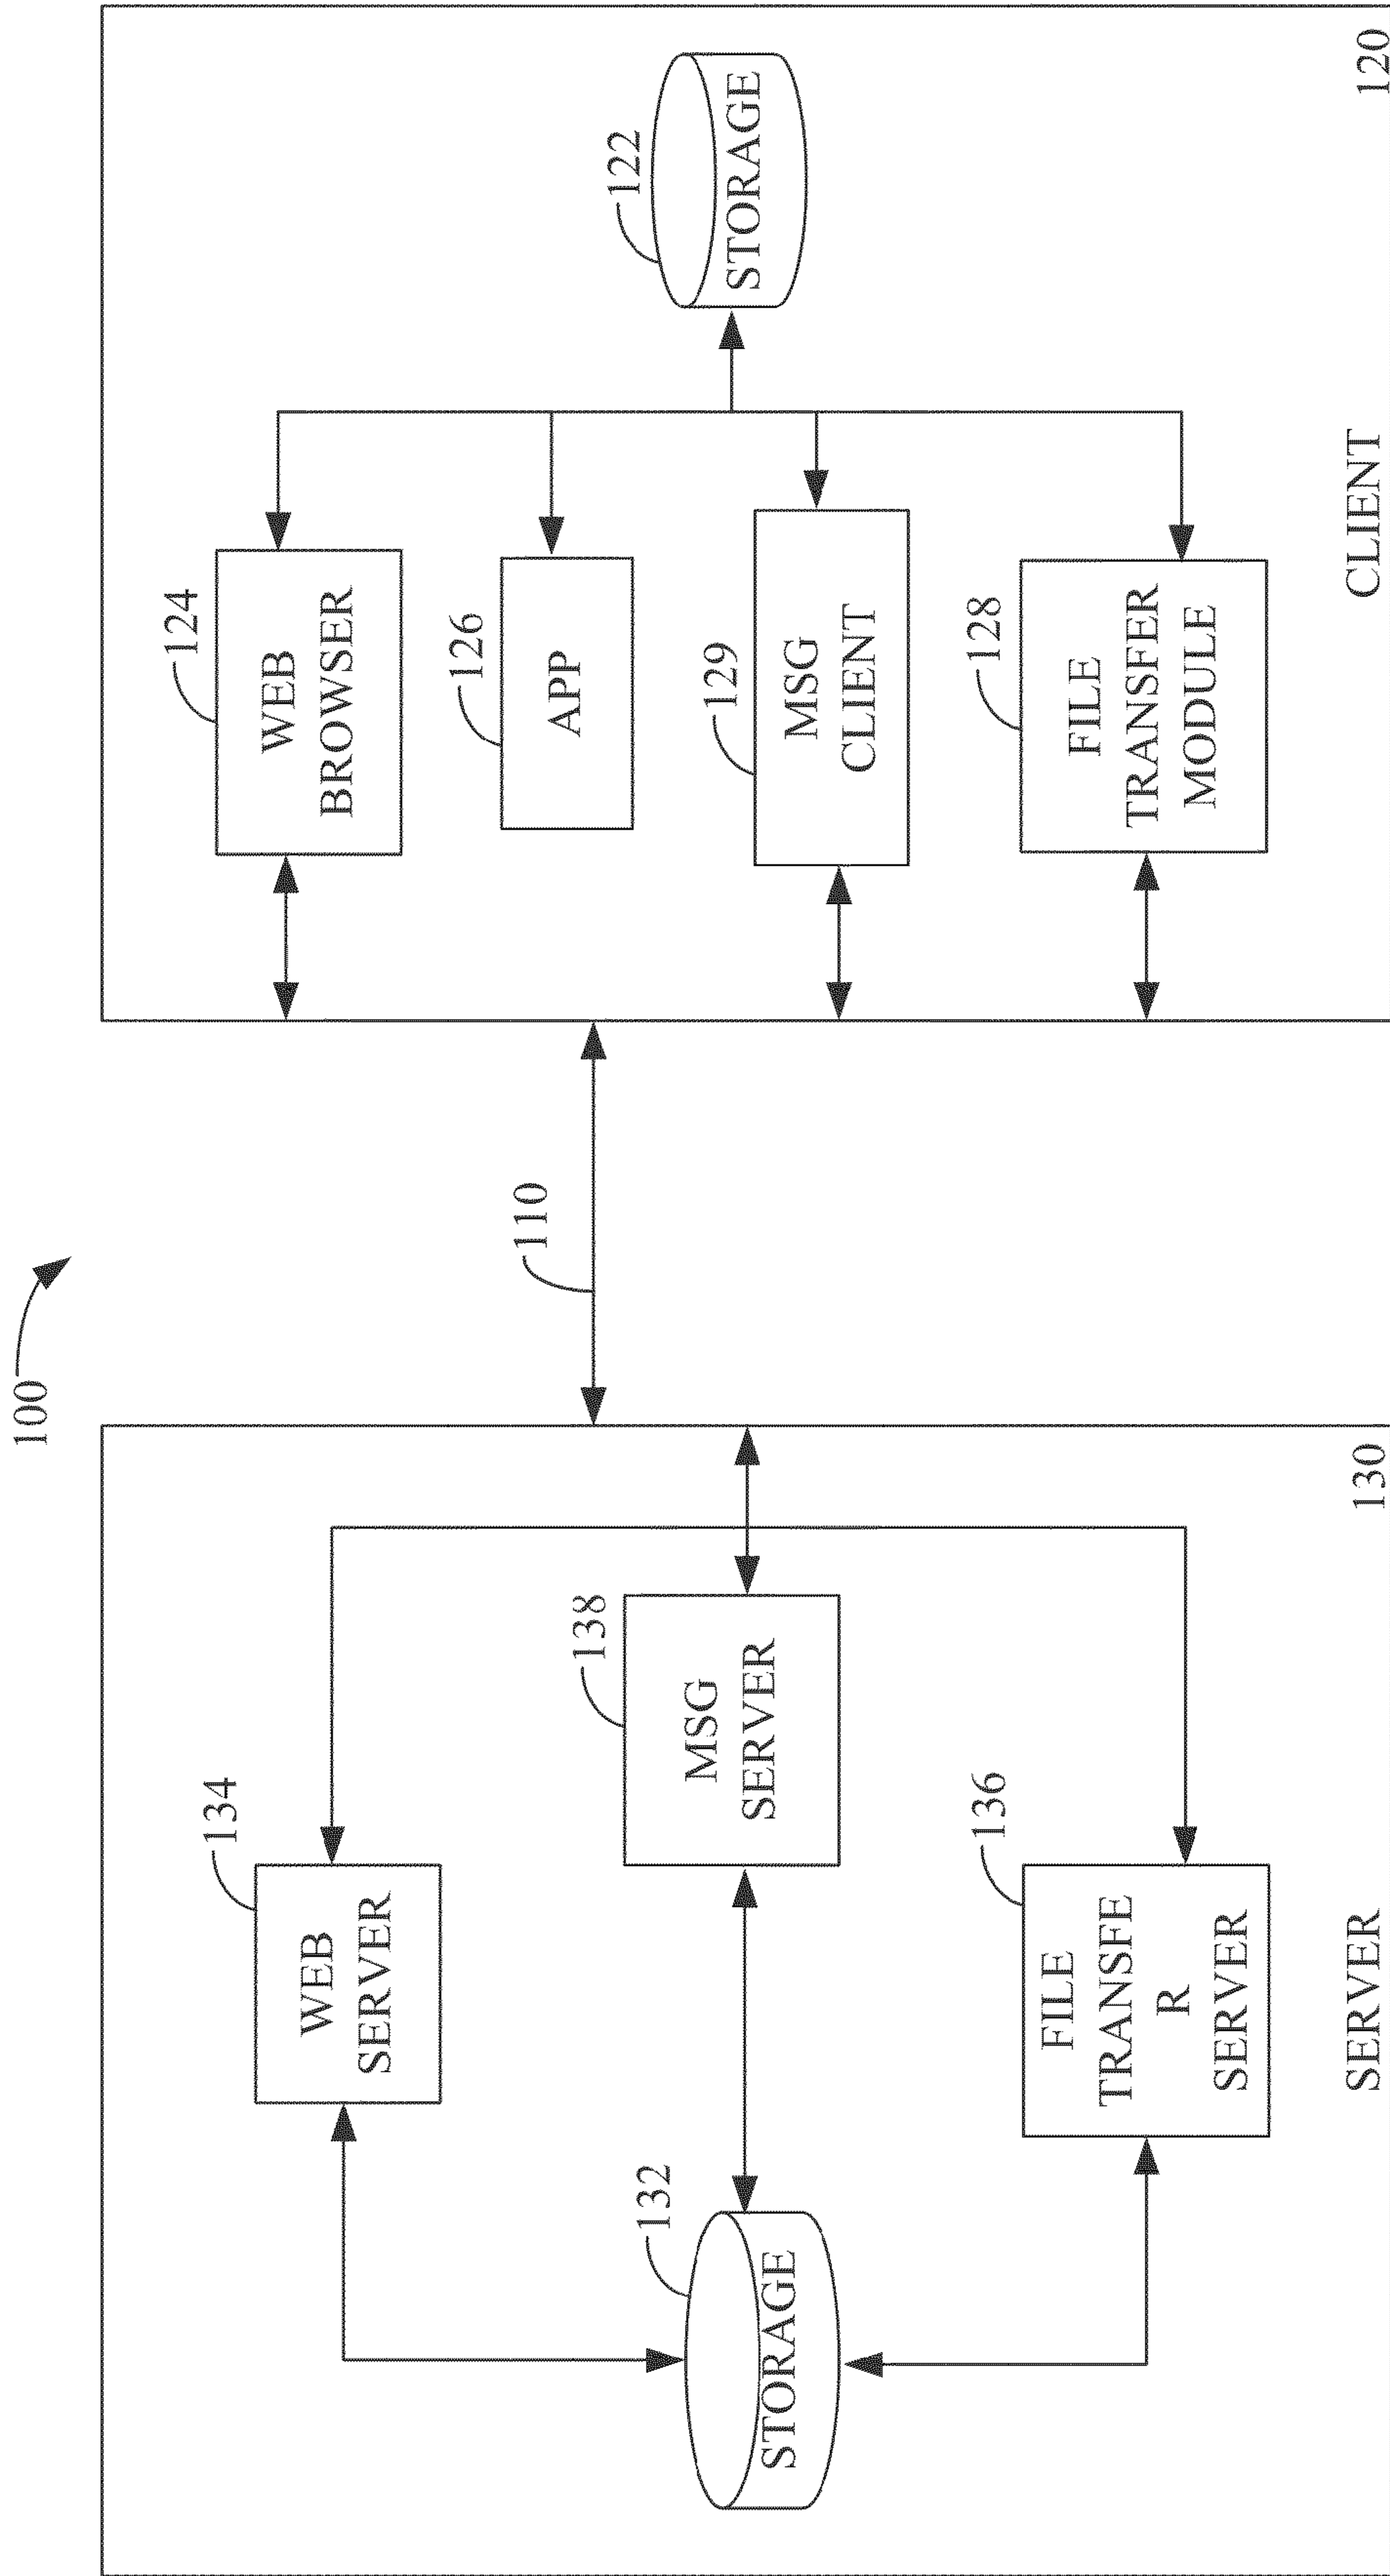 100
130
SERVER
132
STORAGE
134
WEB
SERVER
138
MSG
SERVER
136
FILE
TRANSFE
R
SERVER
110
120
CLIENT
124
WEB
BROWSER
126
APP
129
MSG
CLIENT
128
FILE
TRANSFER
MODULE
122
STORAGE